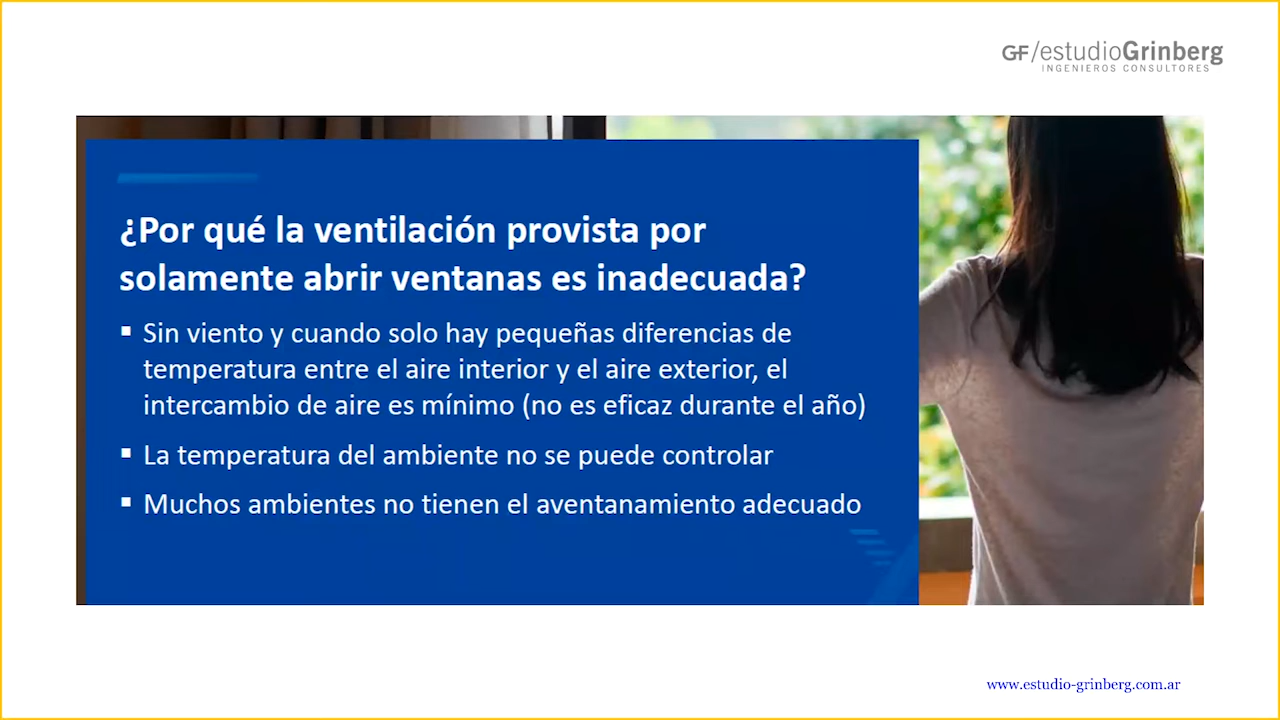 GF/estudioGrinberg
INGENIEROS CONSULTORES
¿Por qué la ventilación provista por
solamente abrir ventanas es inadecuada?
▪ Sin viento y cuando solo hay pequeñas diferencias de
temperatura entre el aire interior y el aire exterior, el
intercambio de aire es mínimo (no es eficaz durante el año)
▪ La temperatura del ambiente no se puede controlar
▪ Muchos ambientes no tienen el aventanamiento adecuado
www.estudio-grinberg.com.ar